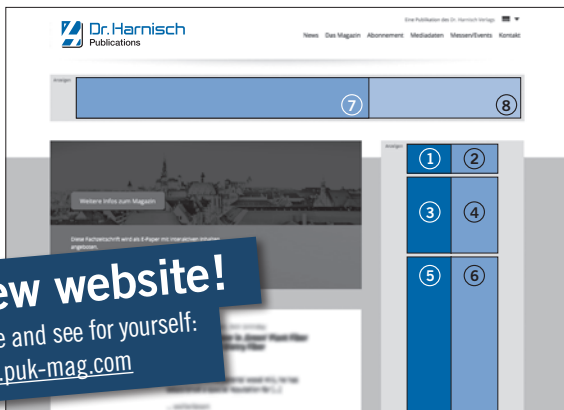 Dr. Harnisch
Publications
Eine Publikation des Dr. Harnisch Verlags
News Das Magazin Abonnement Mediadaten Messen/Events Kontakt
Anzeigen
7
8
Anzeigen
1 2
3 4
5 6
Weitere Infos zum Magazin
Diese Fachzeitschrift wird als E-Paper mit interaktiven Inhalten
angeboten.
ew website!
e and see for yourself:
.puk-mag.com
... weiterlesen